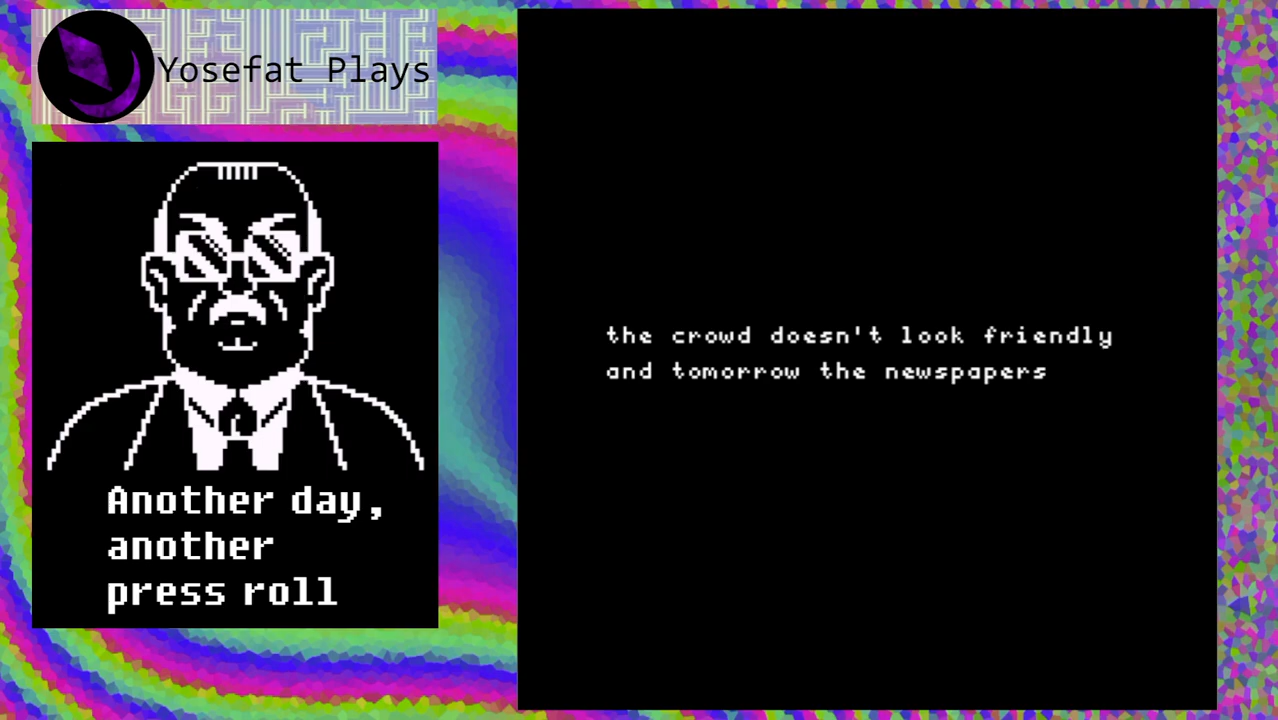 Yosefat Plays
Another day,
another
press roll
the crowd doesn't look friendly
and tomorrow the newspapers